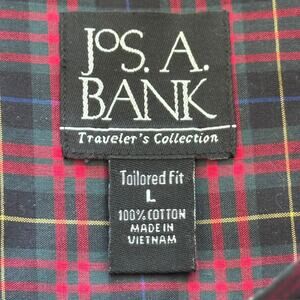 JOS. A.
BANK
Traveler's Collection
Tailored Fit
L
100% COTTON
MADE IN
VIETNAM